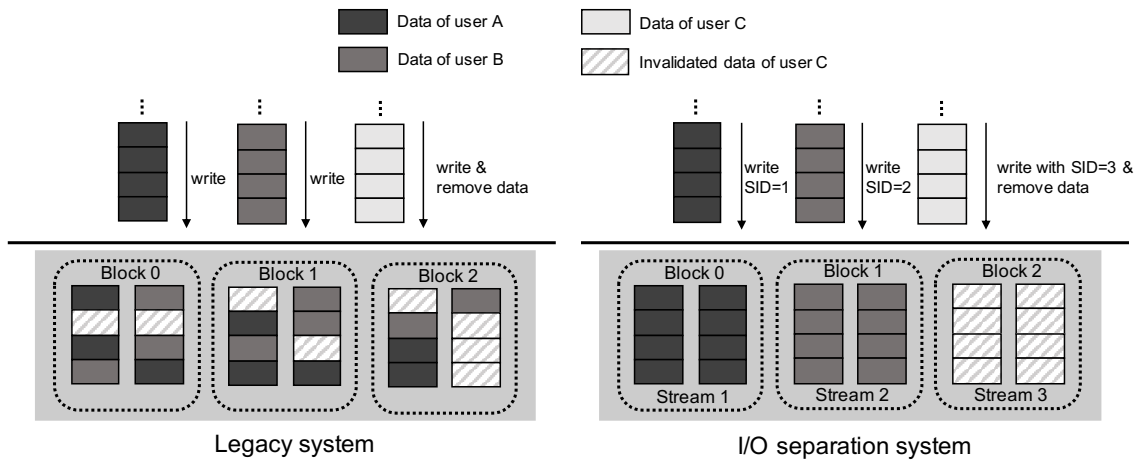 Data of user A
Data of user C
Data of user B
Invalidated data of user C
write
write
write &
remove data
write
SID=1
write
SID=2
write with SID=3 &
remove data
Block 0
Block 1
Block 2
Block 0
Block 1
Block 2
Stream 1
Stream 2
Stream 3
Legacy system
I/O separation system